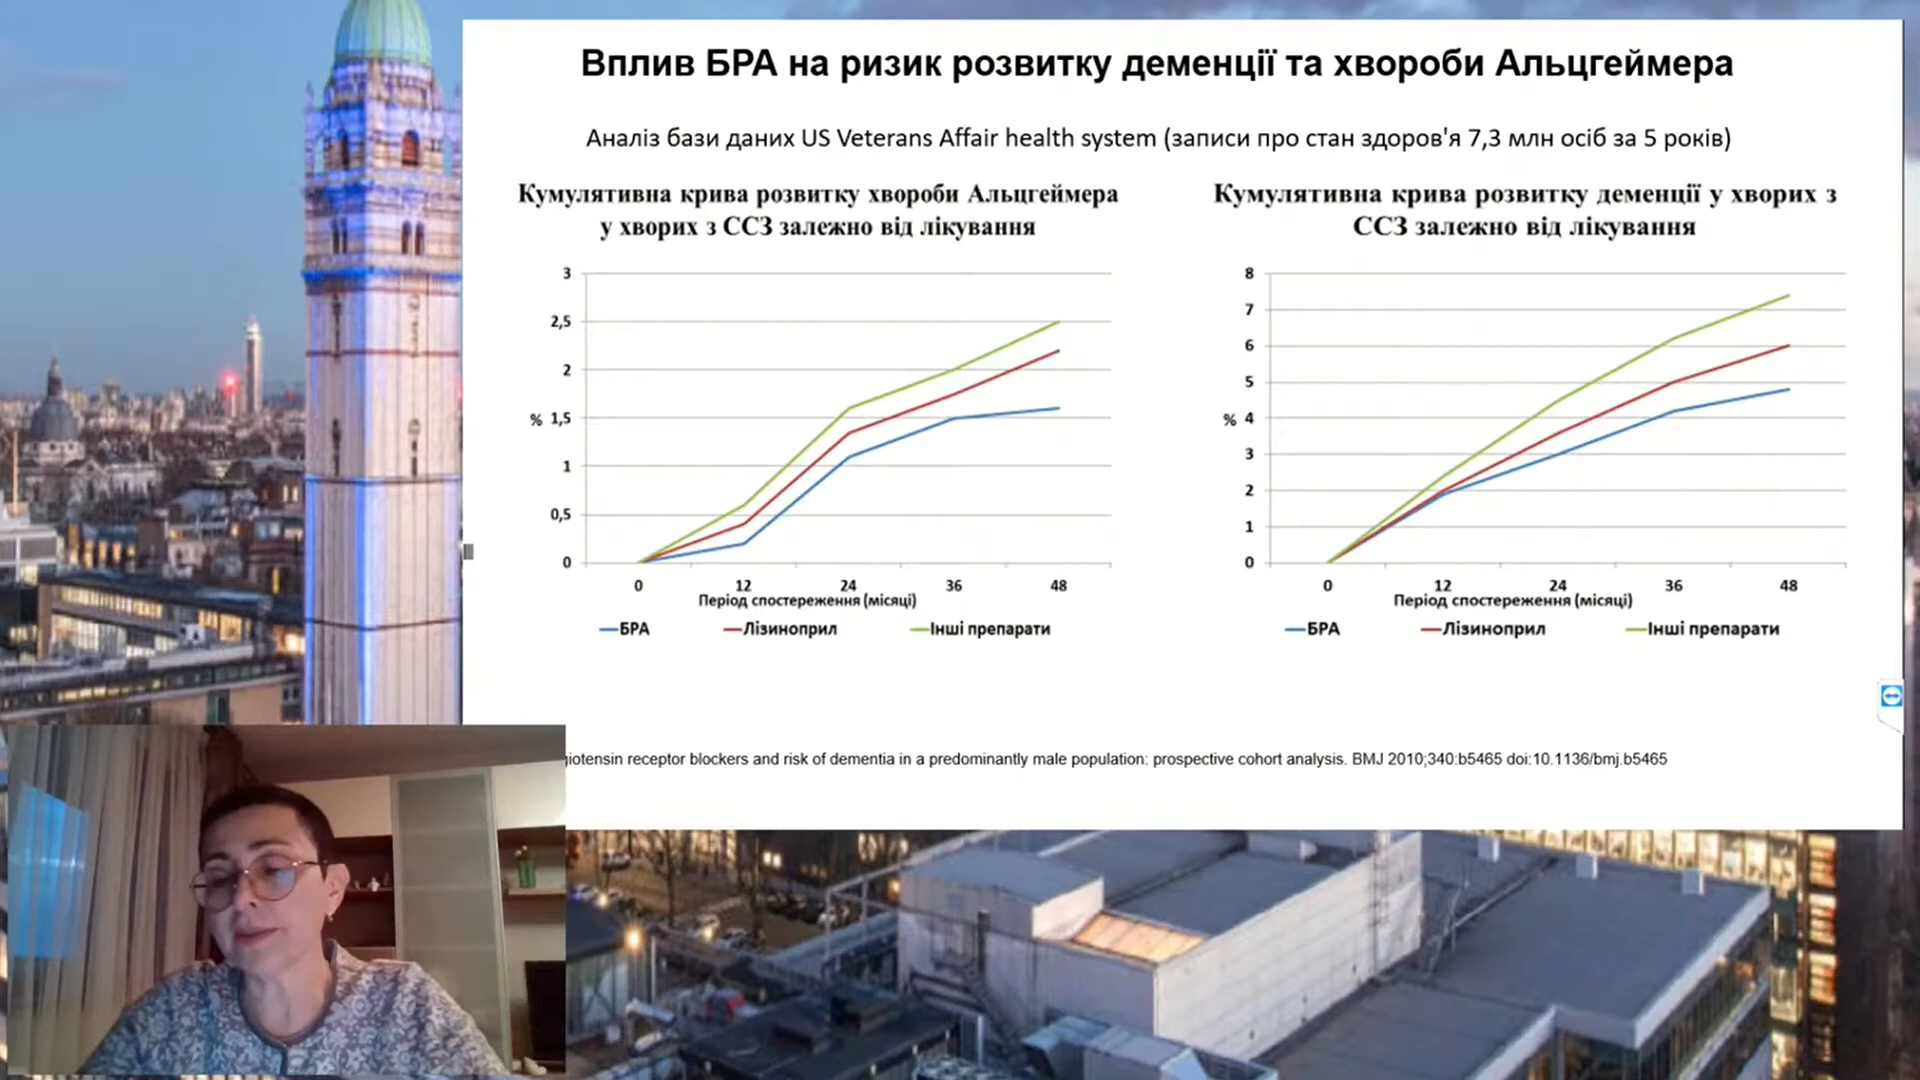 Вплив БРА на ризик розвитку деменції та хвороби Альцгеймера
Аналіз бази даних US Veterans Affair health system (записи про стан здоров'я 7,3 млн осіб за 5 років)
Кумулятивна крива розвитку хвороби Альцгеймера
у хворих з ССЗ залежно від лікування
3
2,5
2
% 1,5
1
0,5
0
0 12 24 36 48
Період спостереження (місяці)
БРА Лізиноприл Інші препарати
Кумулятивна крива розвитку деменції у хворих з
ССЗ залежно від лікування
8
7
6
5
% 4
3
2
1
0
0 12 24 36 48
Період спостереження (місяці)
БРА Лізиноприл Інші препарати
giotensin receptor blockers and risk of dementia in a predominantly male population: prospective cohort analysis. BMJ 2010;340:b5465 doi:10.1136/bmj.b5465